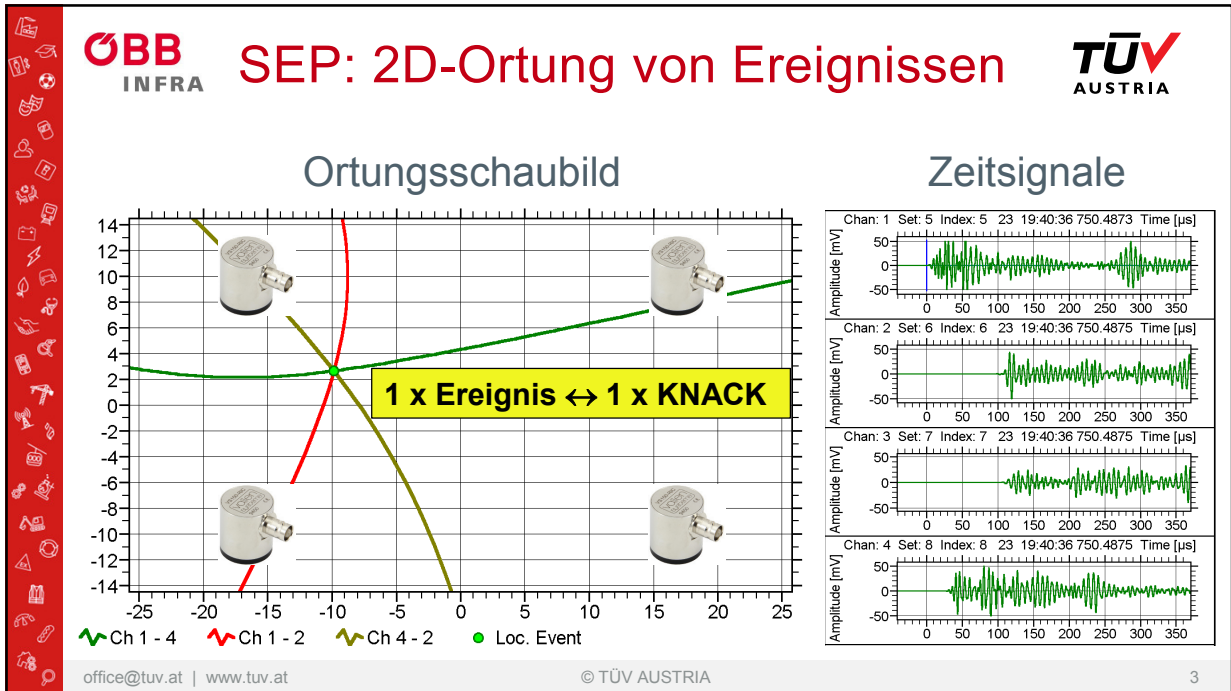 ÖBB
INFRA
SEP: 2D-Ortung von Ereignissen
TÜV
AUSTRIA
Ortungsschaubild
Zeitsignale
14
12
10
8
6
4
2
0
-2
-4
-6
-8
-10
-12
-14
-25 -20 -15 -10 -5 0 5 10 15 20 25
1 x Ereignis ↔ 1 x KNACK
Ch 1 - 4 Ch 1 - 2 Ch 4 - 2 Loc. Event
Chan: 1 Set: 5 Index: 5 23 19:40:36 750.4873 Time [µs]
Amplitude [mV]
50
0
-50
0 50 100 150 200 250 300 350
Chan: 2 Set: 6 Index: 6 23 19:40:36 750.4875 Time [µs]
Amplitude [mV]
50
0
-50
0 50 100 150 200 250 300 350
Chan: 3 Set: 7 Index: 7 23 19:40:36 750.4875 Time [µs]
Amplitude [mV]
50
0
-50
0 50 100 150 200 250 300 350
Chan: 4 Set: 8 Index: 8 23 19:40:36 750.4875 Time [µs]
Amplitude [mV]
50
0
-50
0 50 100 150 200 250 300 350
office@tuv.at | www.tuv.at
© TÜV AUSTRIA
3